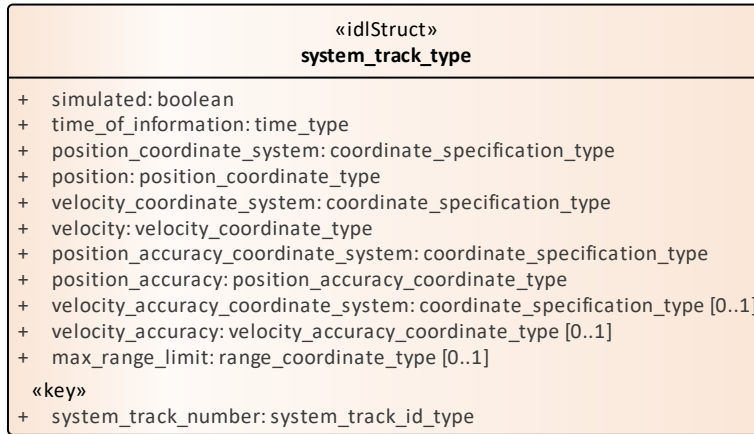 «idlStruct»
system_track_type
+ simulated: boolean
+ time_of_information: time_type
+ position_coordinate_system: coordinate_specification_type
+ position: position_coordinate_type
+ velocity_coordinate_system: coordinate_specification_type
+ velocity: velocity_coordinate_type
+ position_accuracy_coordinate_system: coordinate_specification_type
+ position_accuracy: position_accuracy_coordinate_type
+ velocity_accuracy_coordinate_system: coordinate_specification_type [0..1]
+ velocity_accuracy: velocity_accuracy_coordinate_type [0..1]
+ max_range_limit: range_coordinate_type [0..1]
«key»
+ system_track_number: system_track_id_type